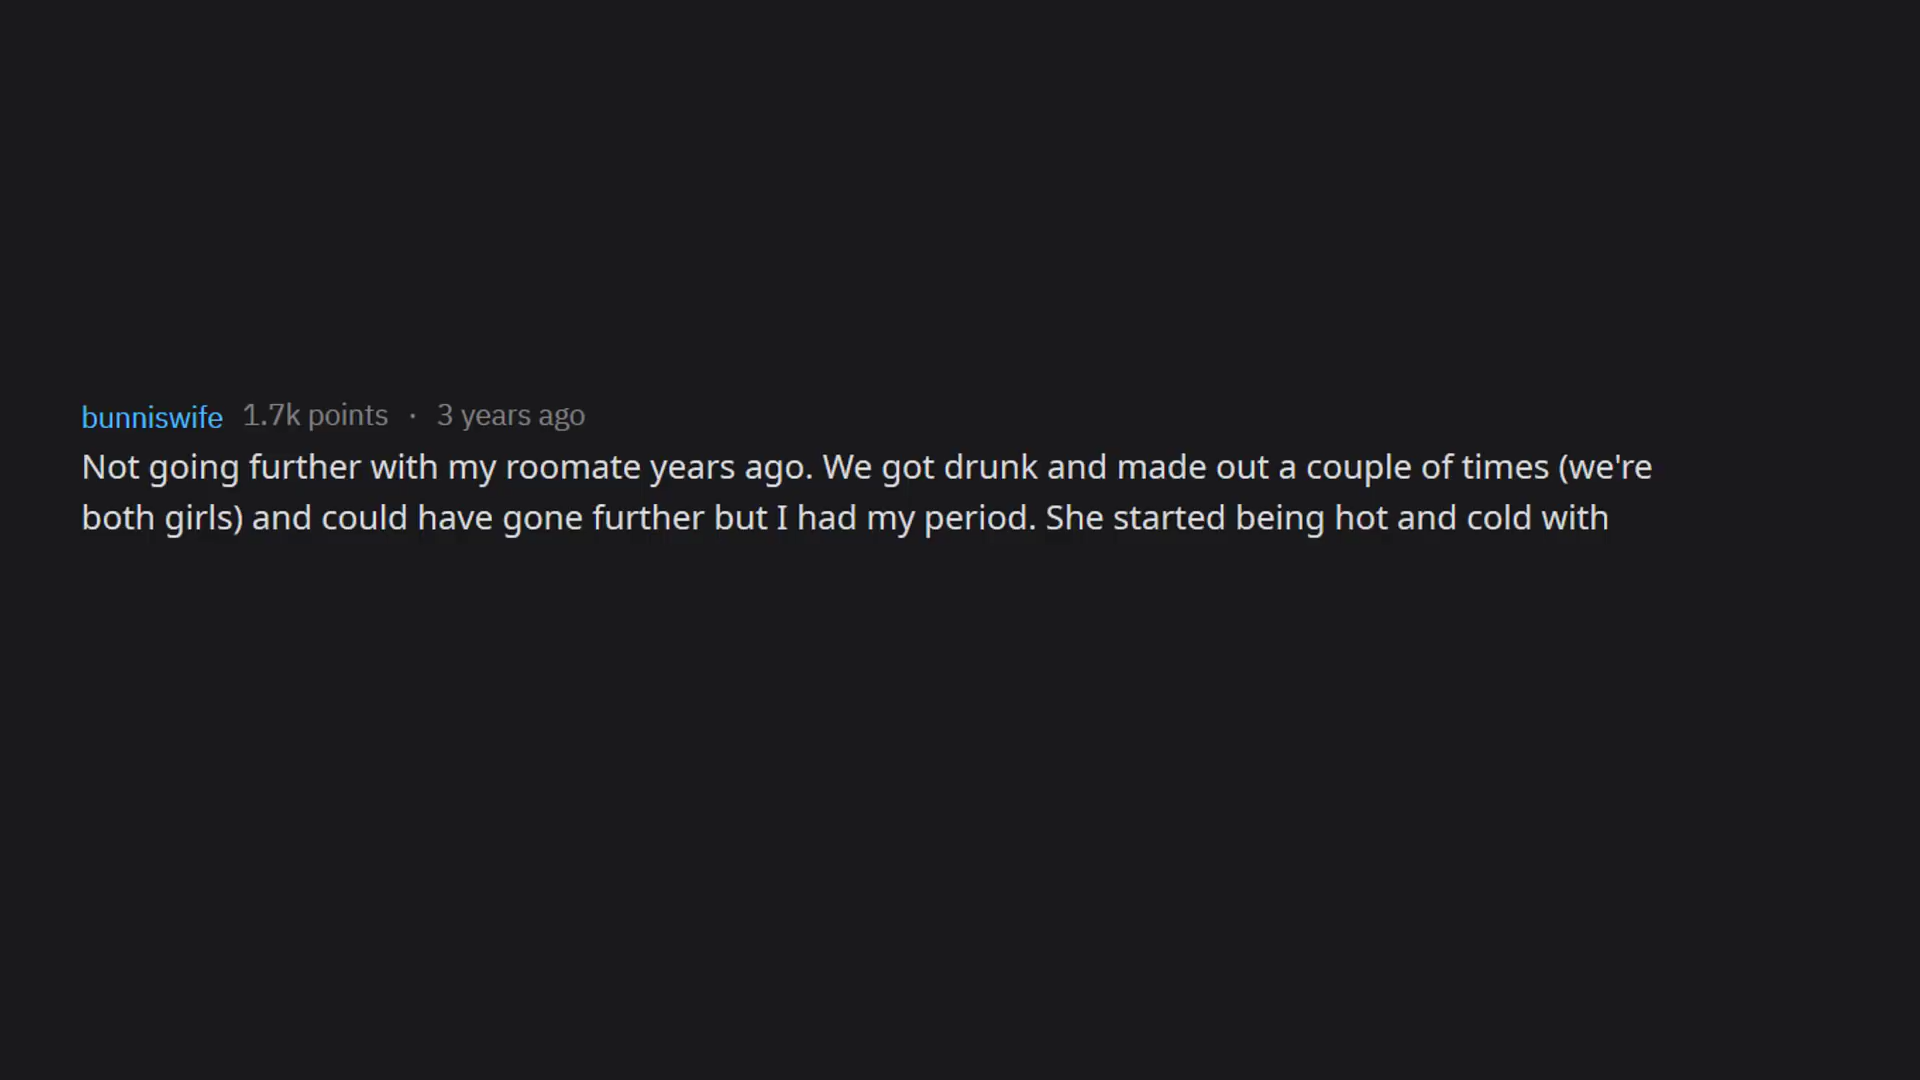 bunniswife 1.7k points · 3 years ago
Not going further with my roomate years ago. We got drunk and made out a couple of times (we're
both girls) and could have gone further but I had my period. She started being hot and cold with